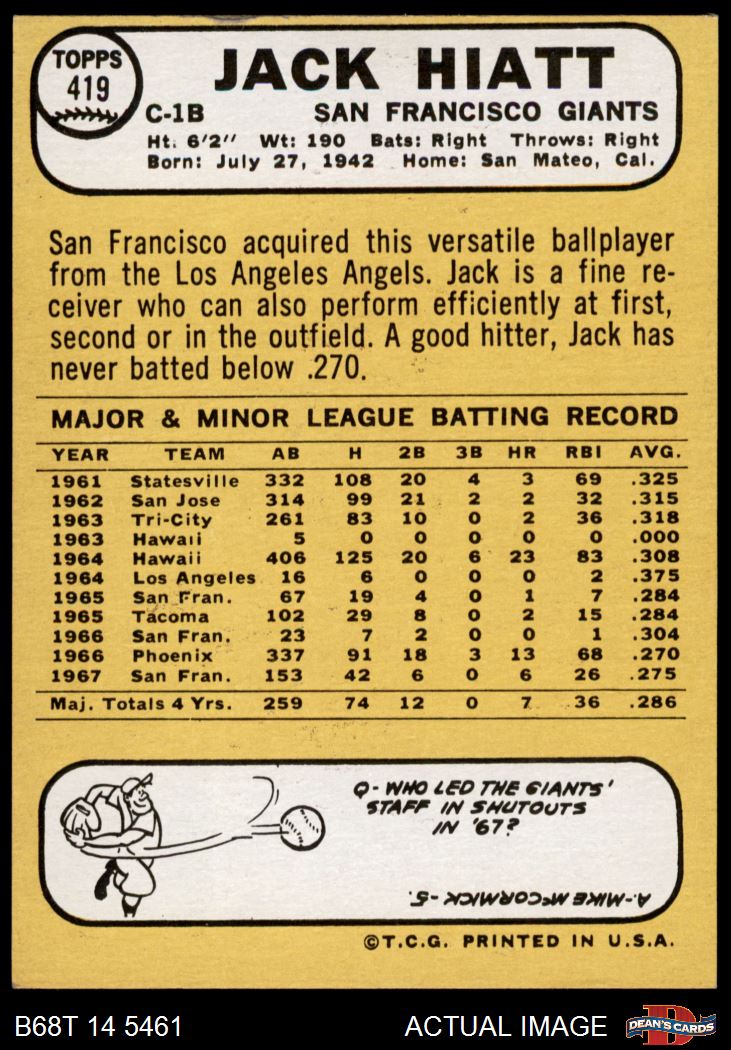 TOPPS
419
JACK HIATT
C-1B SAN FRANCISCO GIANTS
Ht: 6'2" Wt: 190 Bats: Right Throws: Right
Born: July 27, 1942 Home: San Mateo, Cal.
San Francisco acquired this versatile ballplayer
from the Los Angeles Angels. Jack is a fine re-
ceiver who can also perform efficiently at first,
second or in the outfield. A good hitter, Jack has
never batted below .270.
MAJOR & MINOR LEAGUE BATTING RECORD
YEAR TEAM AB H 2B 3B HR RBI AVG.
1961 Statesville 332 108 20 4 3 69 .325
1962 San Jose 314 99 21 2 2 32 .315
1963 Tri-City 261 83 10 0 2 36 .318
1963 Hawaii 5 0 0 0 0 0 .000
1964 Hawaii 406 125 20 6 23 83 .308
1964 Los Angeles 16 6 0 0 0 2 .375
1965 San Fran. 67 19 4 0 1 7 .284
1965 Tacoma 102 29 8 0 2 15 .284
1966 San Fran. 23 7 2 0 0 1 .304
1966 Phoenix 337 91 18 3 13 68 .270
1967 San Fran. 153 42 6 0 6 26 .275
Maj. Totals 4 Yrs. 259 74 12 0 7 36 .286
Q- WHO LED THE GIANTS'
STAFF IN SHUTOUTS
IN '67?
A-MIKE McCORMICK-5.
©T.C.G. PRINTED IN U.S.A.
B68T 14 5461 ACTUAL IMAGE DEAN'S CARDS